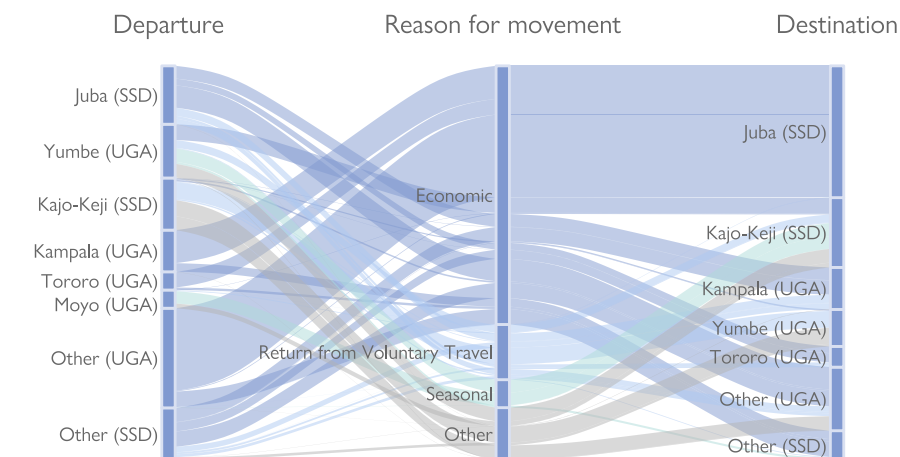 Departure
Reason for movement
Destination
Juba (SSD)
Yumbe (UGA)
Kajo-Keji (SSD)
Kampala (UGA)
Tororo (UGA)
Moyo (UGA)
Other (UGA)
Other (SSD)
Economic
Return from Voluntary Travel
Seasonal
Other
Juba (SSD)
Kajo-Keji (SSD)
Kampala (UGA)
Yumbe (UGA)
Tororo (UGA)
Other (UGA)
Other (SSD)